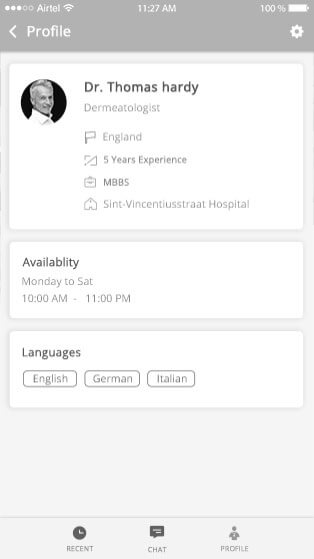 Airtel 11:27 AM 100 %
Profile
Dr. Thomas hardy
Dermeatologist
England
5 Years Experience
MBBS
Sint-Vincentiusstraat Hospital
Availablity
Monday to Sat
10:00 AM - 11:00 PM
Languages
English German Italian
RECENT CHAT PROFILE